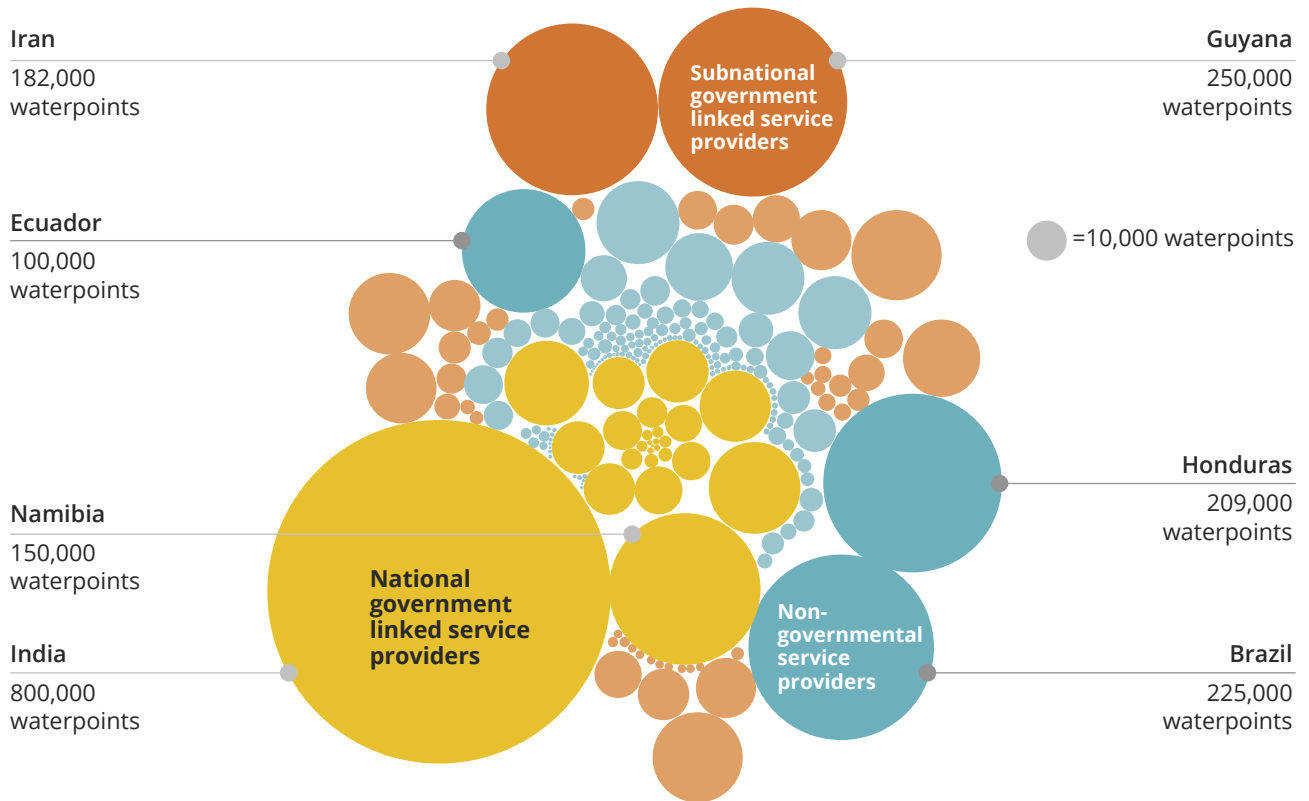 Iran
182,000
waterpoints
Guyana
250,000
waterpoints
Subnational
government
linked service
providers
Ecuador
100,000
waterpoints
=10,000 waterpoints
Honduras
209,000
waterpoints
Namibia
150,000
waterpoints
National
government
linked service
providers
Non-
governmental
service
providers
India
800,000
waterpoints
Brazil
225,000
waterpoints